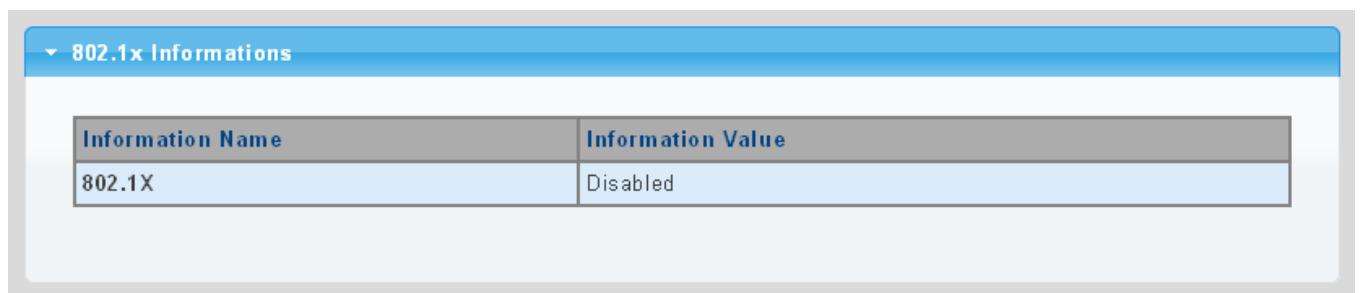 802.1x Informations
Information Name Information Value
802.1X Disabled